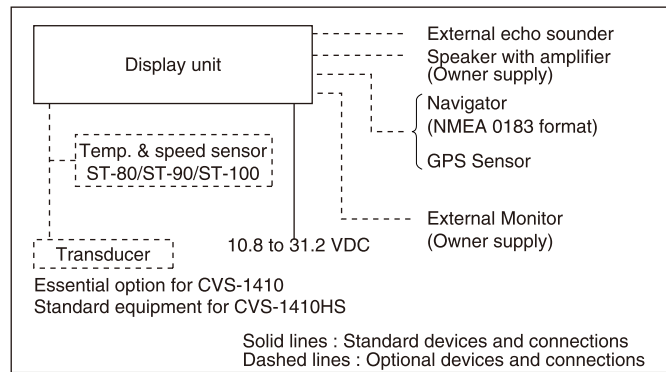 External echo sounder
Speaker with amplifier
(Owner supply)
Display unit
Navigator
(NMEA 0183 format)
GPS Sensor
Temp. & speed sensor
ST-80/ST-90/ST-100
External Monitor
(Owner supply)
10.8 to 31.2 VDC
Transducer
Essential option for CVS-1410
Standard equipment for CVS-1410HS
Solid lines : Standard devices and connections
Dashed lines : Optional devices and connections